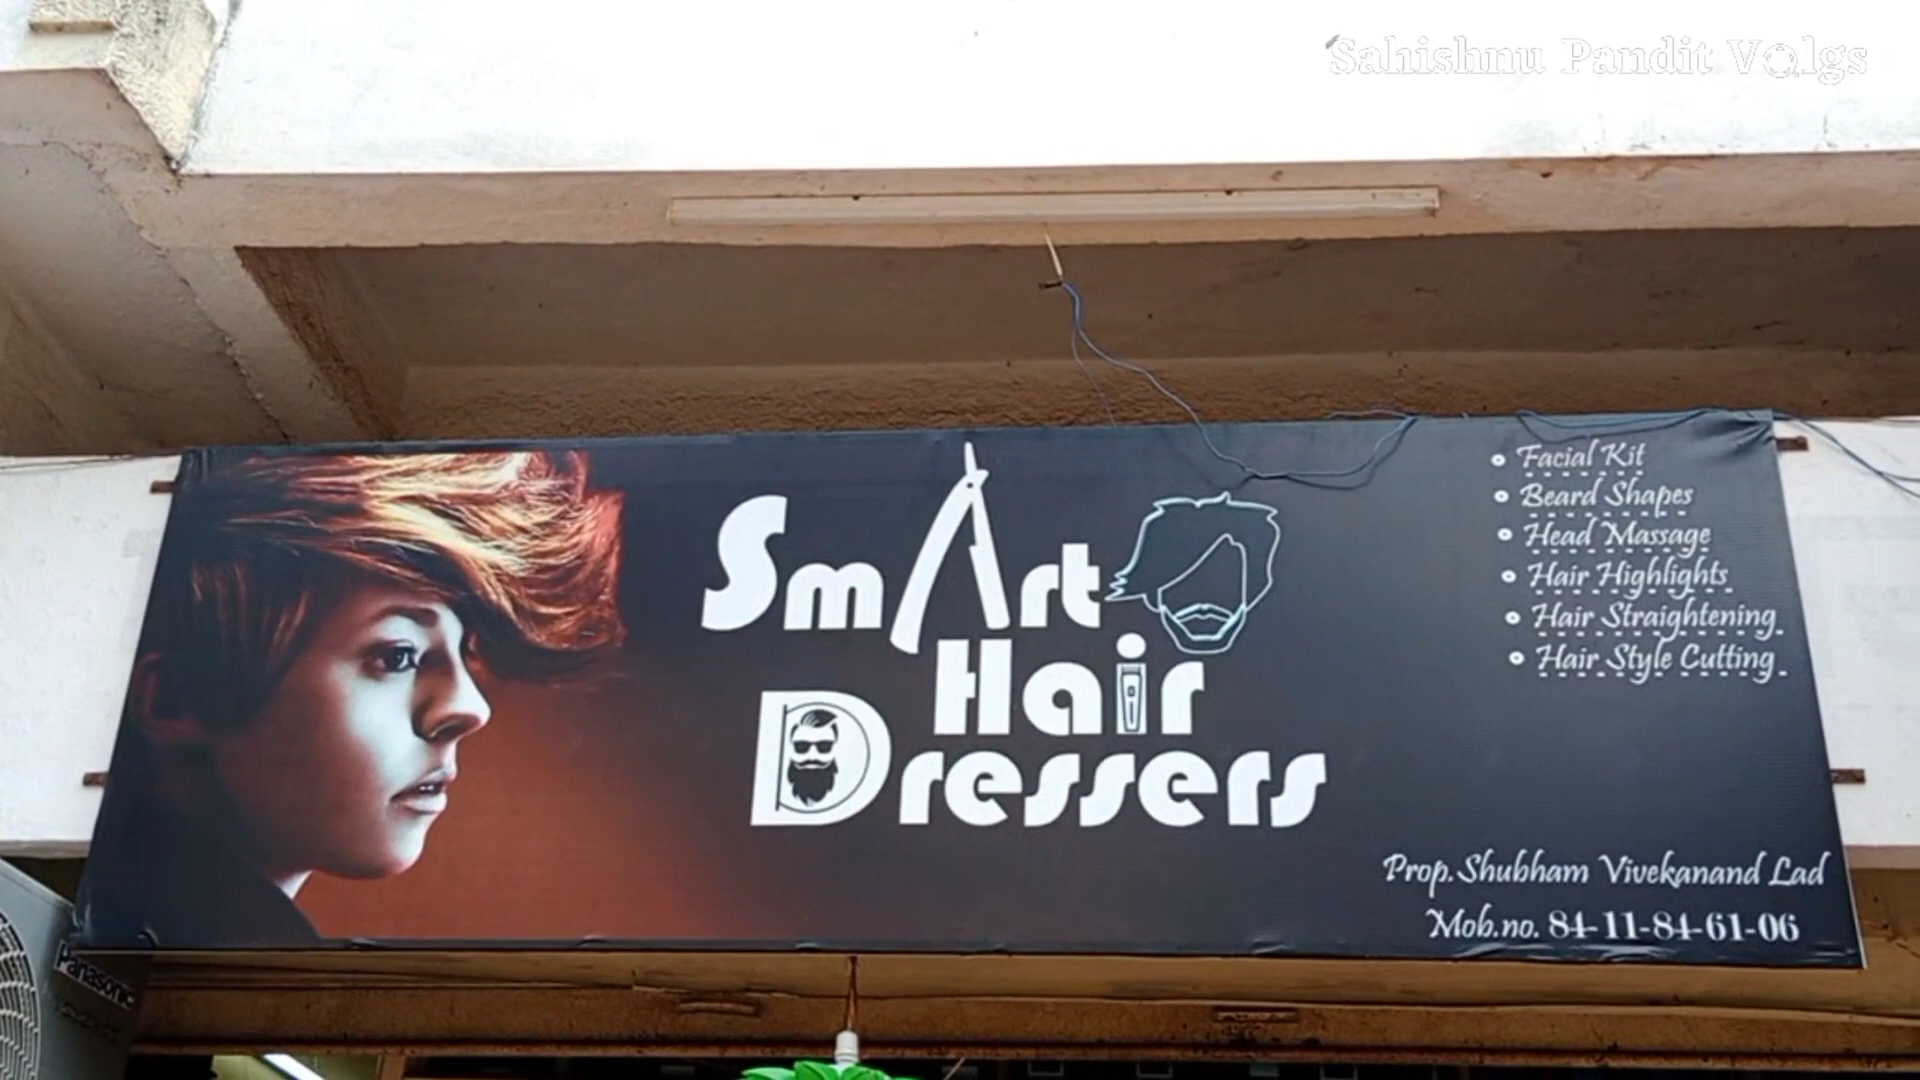 Sahishnu Pandit Volgs
Smart
Hair
Dressers
Facial Kit
Beard Shapes
Head Massage
Hair Highlights
Hair Straightening
Hair Style Cutting
Prop. Shubham Vivekanand Lad
Mob.no. 84-11-84-61-06
Panasonic